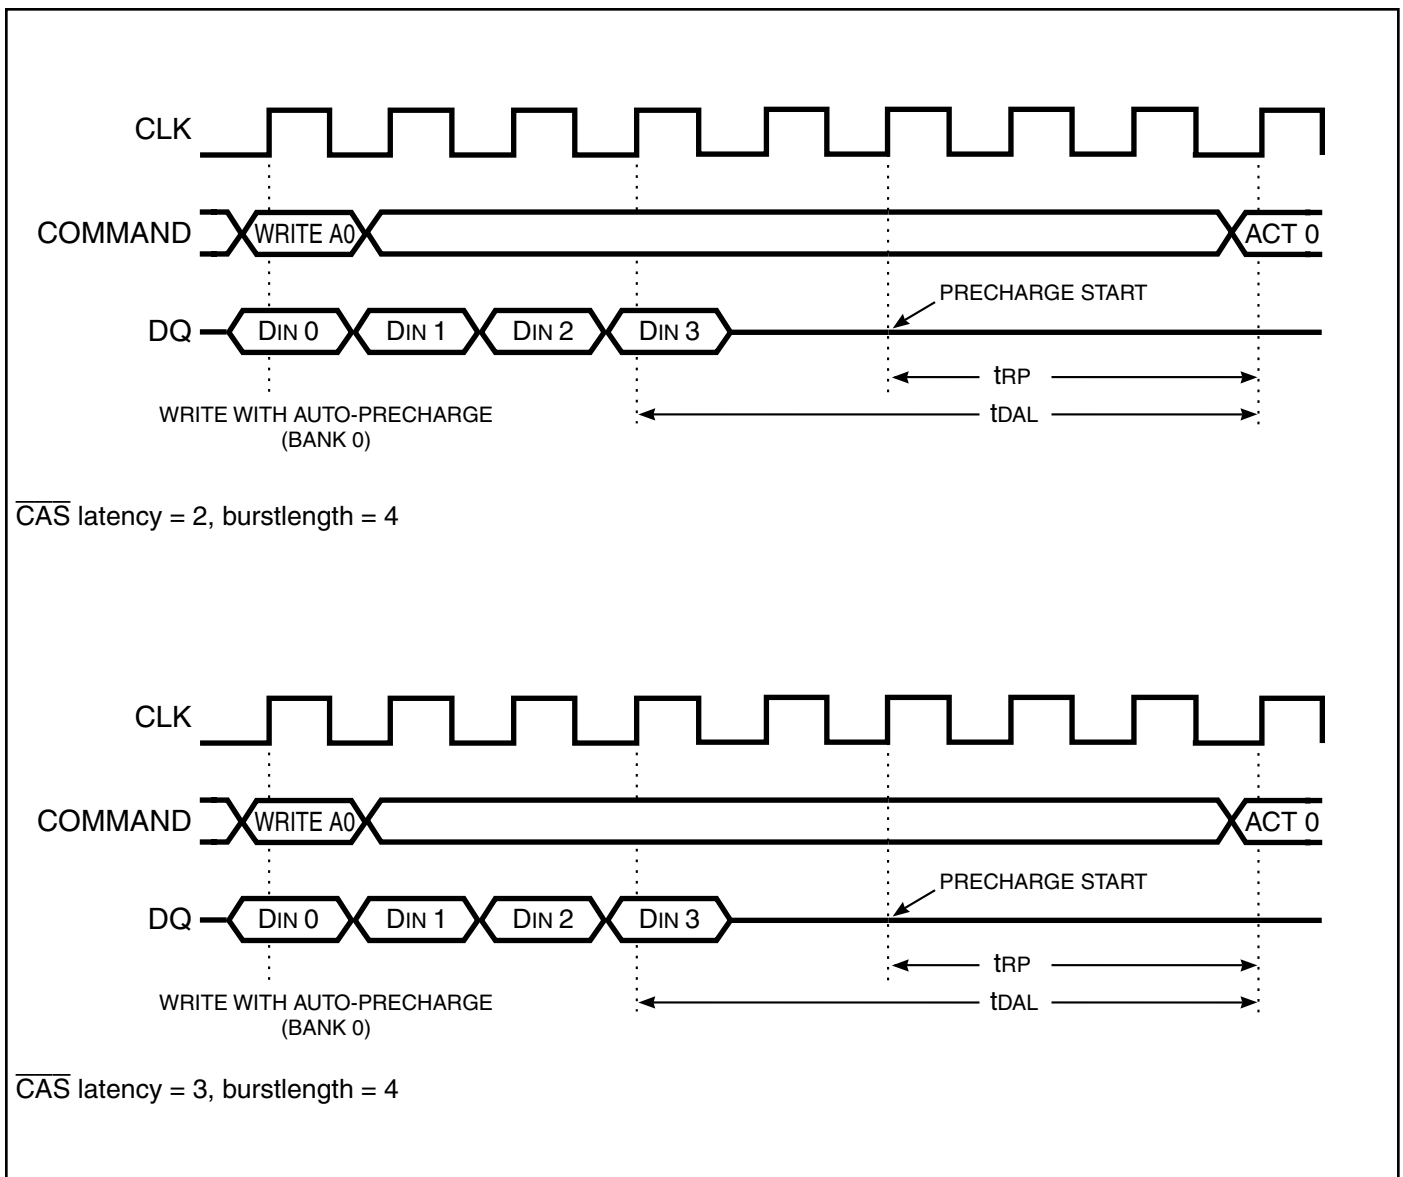 CLK
COMMAND WRITE A0 ACT 0
PRECHARGE START
DQ DIN 0 DIN 1 DIN 2 DIN 3
tRP
WRITE WITH AUTO-PRECHARGE tDAL
(BANK 0)
CAS latency = 2, burstlength = 4
CLK
COMMAND WRITE A0 ACT 0
PRECHARGE START
DQ DIN 0 DIN 1 DIN 2 DIN 3
tRP
WRITE WITH AUTO-PRECHARGE tDAL
(BANK 0)
CAS latency = 3, burstlength = 4